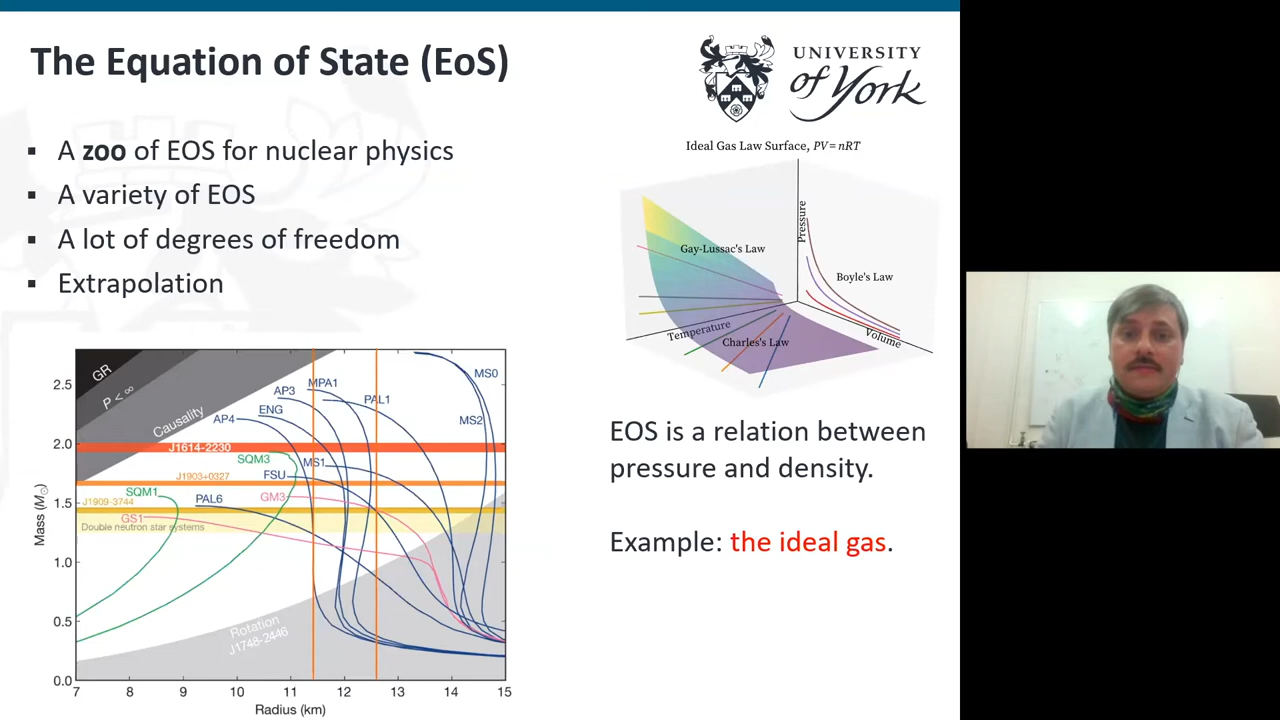 The Equation of State (EoS)
UNIVERSITY
of York
▪ A zoo of EOS for nuclear physics
▪ A variety of EOS
▪ A lot of degrees of freedom
▪ Extrapolation
Ideal Gas Law Surface, PV = nRT
Pressure
Gay-Lussac's Law
Boyle's Law
Temperature
Charles's Law
Volume
EOS is a relation between
pressure and density.
Example: the ideal gas.
GR
P < ∞
Causality
AP4
ENG
AP3
MPA1
PAL1
MS0
MS2
J1614-2230
SQM3
FSU
MS1
J1903+0327
SQM1
PAL6
GM3
J1909-3744
GS1
Double neutron star systems
Rotation
J1748-2446
Mass (M☉)
2.5
2.0
1.5
1.0
0.5
0.0
7 8 9 10 11 12 13 14 15
Radius (km)